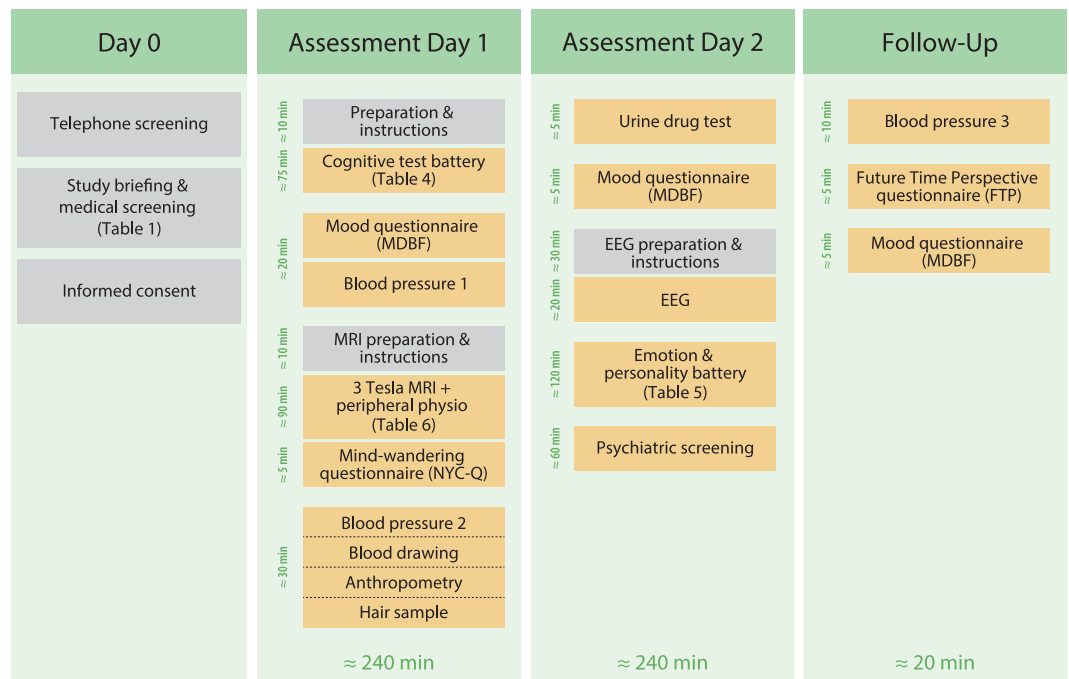 Day 0
Telephone screening
Study briefing &
medical screening
(Table 1)
Informed consent
Assessment Day 1
≈ 10 min
Preparation &
instructions
≈ 75 min
Cognitive test battery
(Table 4)
≈ 20 min
Mood questionnaire
(MDBF)
Blood pressure 1
≈ 10 min
MRI preparation &
instructions
≈ 90 min
3 Tesla MRI +
peripheral physio
(Table 6)
≈ 5 min
Mind-wandering
questionnaire (NYC-Q)
≈ 30 min
Blood pressure 2
Blood drawing
Anthropometry
Hair sample
≈ 240 min
Assessment Day 2
≈ 5 min
Urine drug test
≈ 5 min
Mood questionnaire
(MDBF)
≈ 30 min
EEG preparation &
instructions
≈ 20 min
EEG
≈ 120 min
Emotion &
personality battery
(Table 5)
≈ 60 min
Psychiatric screening
≈ 240 min
Follow-Up
≈ 10 min
Blood pressure 3
≈ 5 min
Future Time Perspective
questionnaire (FTP)
≈ 5 min
Mood questionnaire
(MDBF)
≈ 20 min